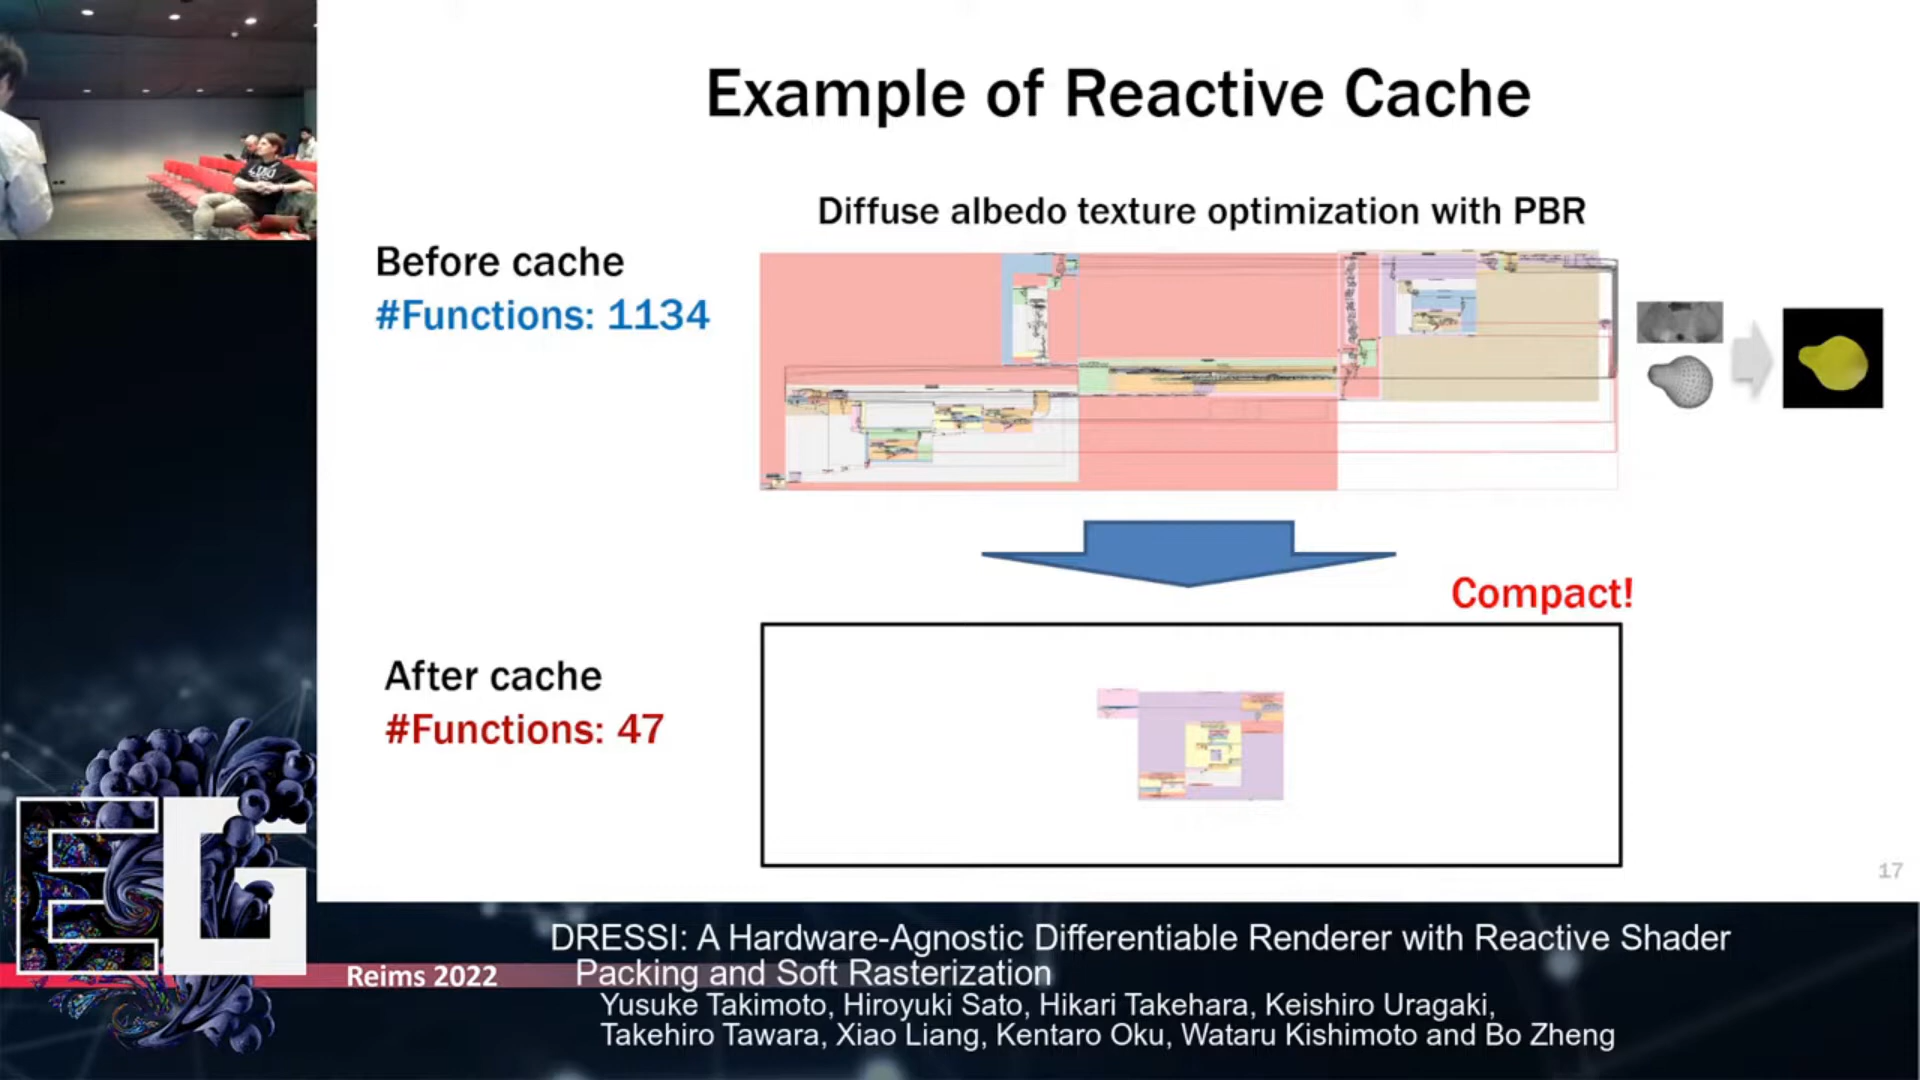 Example of Reactive Cache
Diffuse albedo texture optimization with PBR
Before cache
#Functions: 1134
Compact!
After cache
#Functions: 47
17
EG
Reims 2022
DRESSI: A Hardware-Agnostic Differentiable Renderer with Reactive Shader
Packing and Soft Rasterization
Yusuke Takimoto, Hiroyuki Sato, Hikari Takehara, Keishiro Uragaki,
Takehiro Tawara, Xiao Liang, Kentaro Oku, Wataru Kishimoto and Bo Zheng